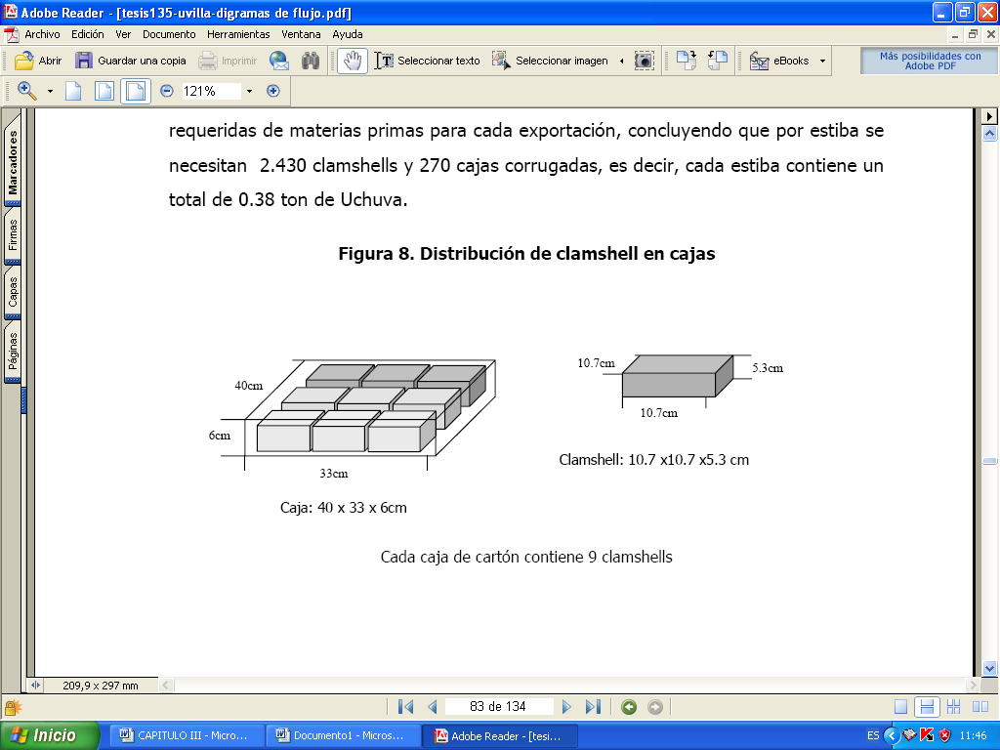 Adobe Reader - [tesis135-uvilla-digramas de flujo.pdf]
Archivo Edición Ver Documento Herramientas Ventana Ayuda
Abrir Guardar una copia Imprimir Seleccionar texto Seleccionar imagen eBooks
Más posibilidades con
Adobe PDF
121%
Marcadores
Firmas
Capas
Páginas
requeridas de materias primas para cada exportación, concluyendo que por estiba se
necesitan 2.430 clamshells y 270 cajas corrugadas, es decir, cada estiba contiene un
total de 0.38 ton de Uchuva.
Figura 8. Distribución de clamshell en cajas
40cm
6cm
33cm
Caja: 40 x 33 x 6cm
10.7cm
5.3cm
10.7cm
Clamshell: 10.7 x10.7 x5.3 cm
Cada caja de cartón contiene 9 clamshells
209,9 x 297 mm
83 de 134
Inicio CAPITULO III - Micro... Documento1 - Micros... Adobe Reader - [tesi... ES 11:46